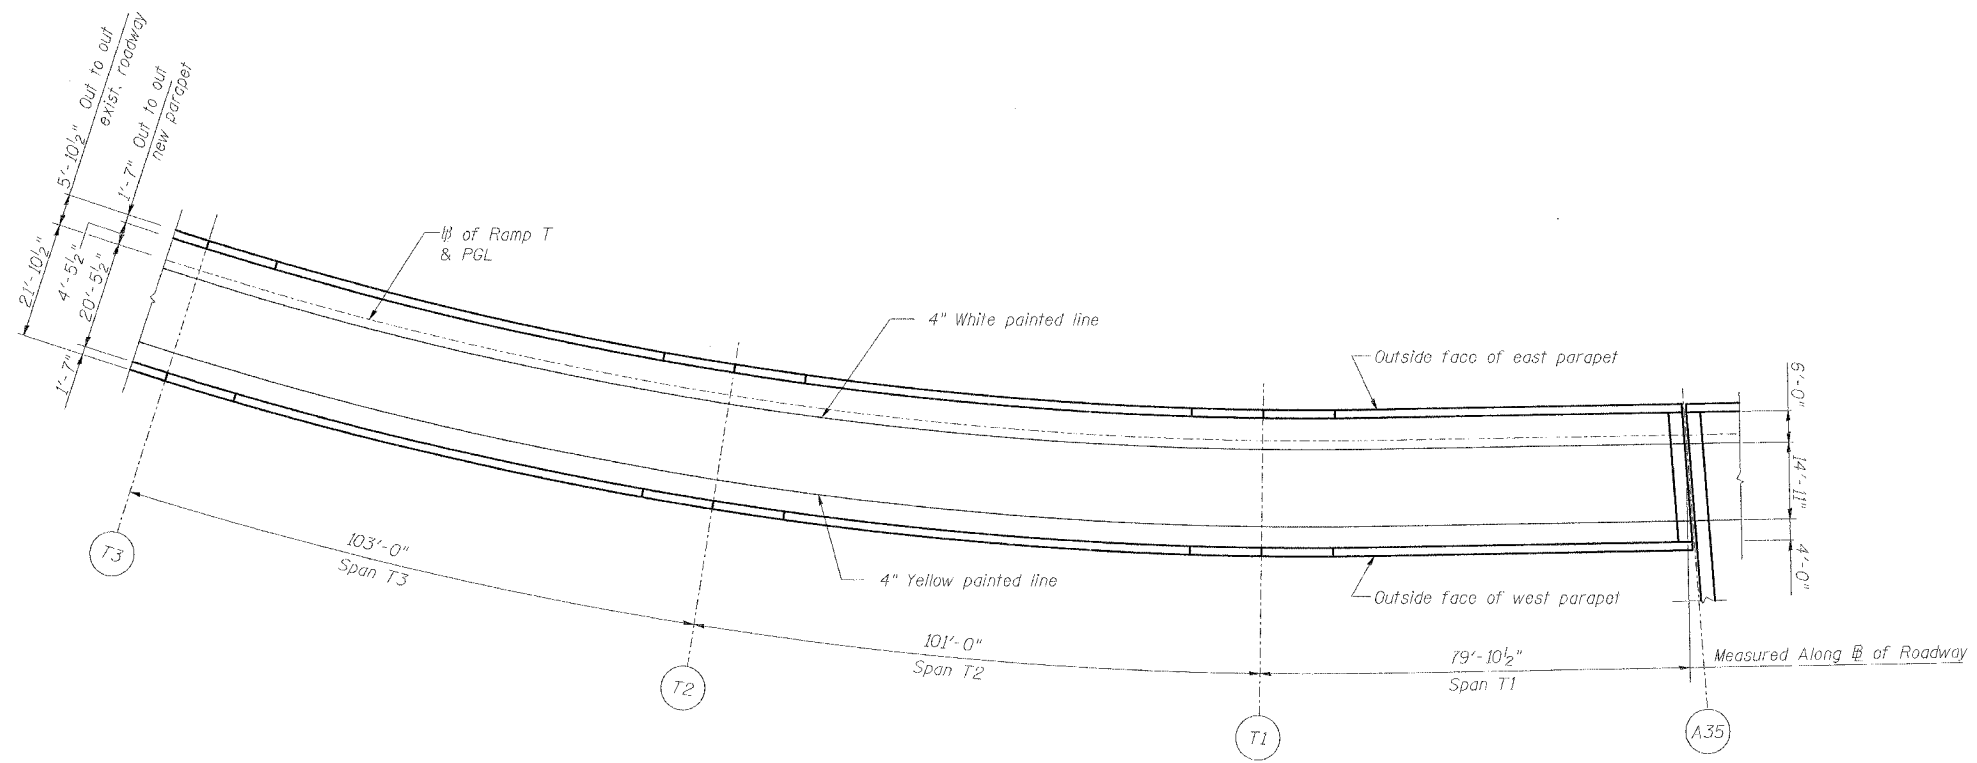 5'-10½" Out to out
exist. roadway
1'-7" Out to out
new parapet
21'-10½"
4'-5½"
20'-5½"
1'-7"
℔ of Ramp T
& PGL
4" White painted line
Outside face of east parapet
6'-0"
14'-11"
4'-0"
4" Yellow painted line
Outside face of west parapet
103'-0"
Span T3
101'-0"
Span T2
79'-10½"
Span T1
Measured Along ℔ of Roadway
T3
T2
T1
A35